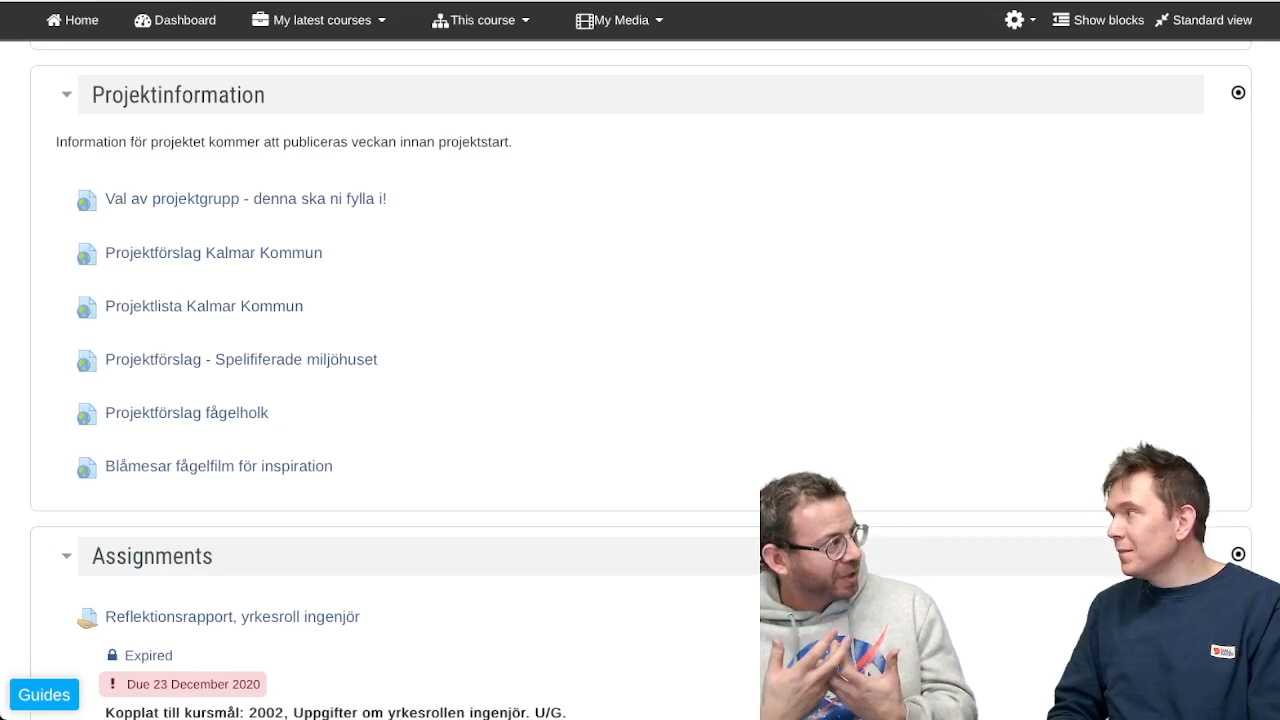 Home Dashboard My latest courses This course My Media Show blocks Standard view
Projektinformation
Information för projektet kommer att publiceras veckan innan projektstart.
Val av projektgrupp - denna ska ni fylla i!
Projektförslag Kalmar Kommun
Projektlista Kalmar Kommun
Projektförslag - Spelififerade miljöhuset
Projektförslag fågelholk
Blåmesar fågelfilm för inspiration
Assignments
Reflektionsrapport, yrkesroll ingenjör
Expired
! Due 23 December 2020
Guides
Kopplat till kursmål: 2002, Uppgifter om yrkesrollen ingenjör. U/G.